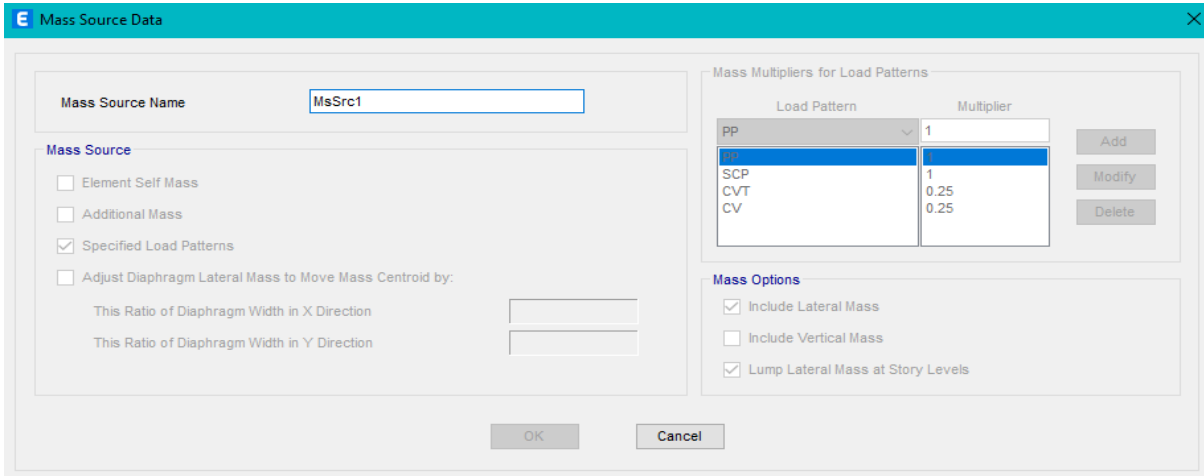 E Mass Source Data
Mass Source Name MsSrc1
Mass Source
Element Self Mass
Additional Mass
Specified Load Patterns
Adjust Diaphragm Lateral Mass to Move Mass Centroid by:
This Ratio of Diaphragm Width in X Direction
This Ratio of Diaphragm Width in Y Direction
Mass Multipliers for Load Patterns
Load Pattern Multiplier
PP 1
PP 1
SCP 1
CVT 0.25
CV 0.25
Add
Modify
Delete
Mass Options
Include Lateral Mass
Include Vertical Mass
Lump Lateral Mass at Story Levels
OK Cancel